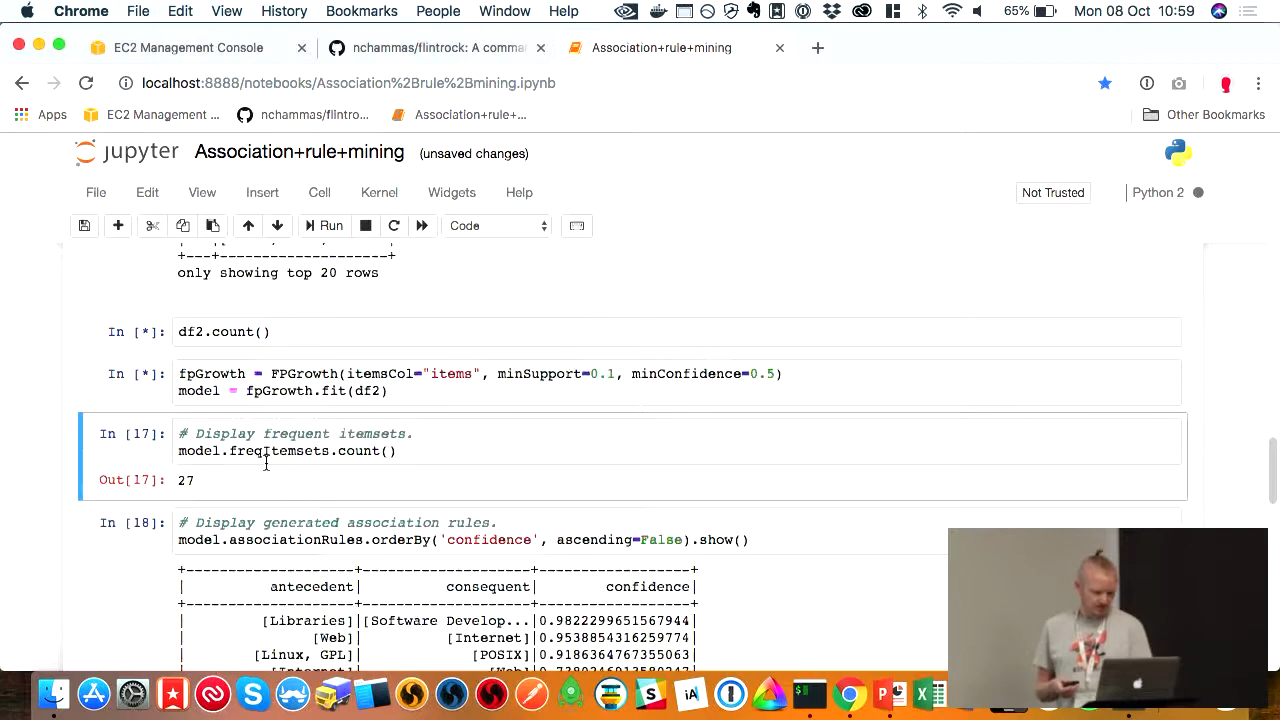 Chrome File Edit View History Bookmarks People Window Help 65% Mon 08 Oct 10:59
EC2 Management Console
nchammas/flintrock: A comma
Association+rule+mining
localhost:8888/notebooks/Association%2Brule%2Bmining.ipynb
Apps EC2 Management ... nchammas/flintro... Association+rule+... Other Bookmarks
jupyter Association+rule+mining (unsaved changes)
File Edit View Insert Cell Kernel Widgets Help Not Trusted Python 2
Run Code
+---+--------------------+
only showing top 20 rows
In [*]: df2.count()
In [*]: fpGrowth = FPGrowth(itemsCol="items", minSupport=0.1, minConfidence=0.5)
model = fpGrowth.fit(df2)
In [17]: # Display frequent itemsets.
model.freqItemsets.count()
Out[17]: 27
In [18]: # Display generated association rules.
model.associationRules.orderBy('confidence', ascending=False).show()
+--------------------+--------------------+------------------+
| antecedent| consequent| confidence|
+--------------------+--------------------+------------------+
| [Libraries]|[Software Develop...|0.9822299651567944|
| [Web]| [Internet]|0.9538854316259774|
| [Linux, GPL]| [POSIX]|0.9186364767355063|